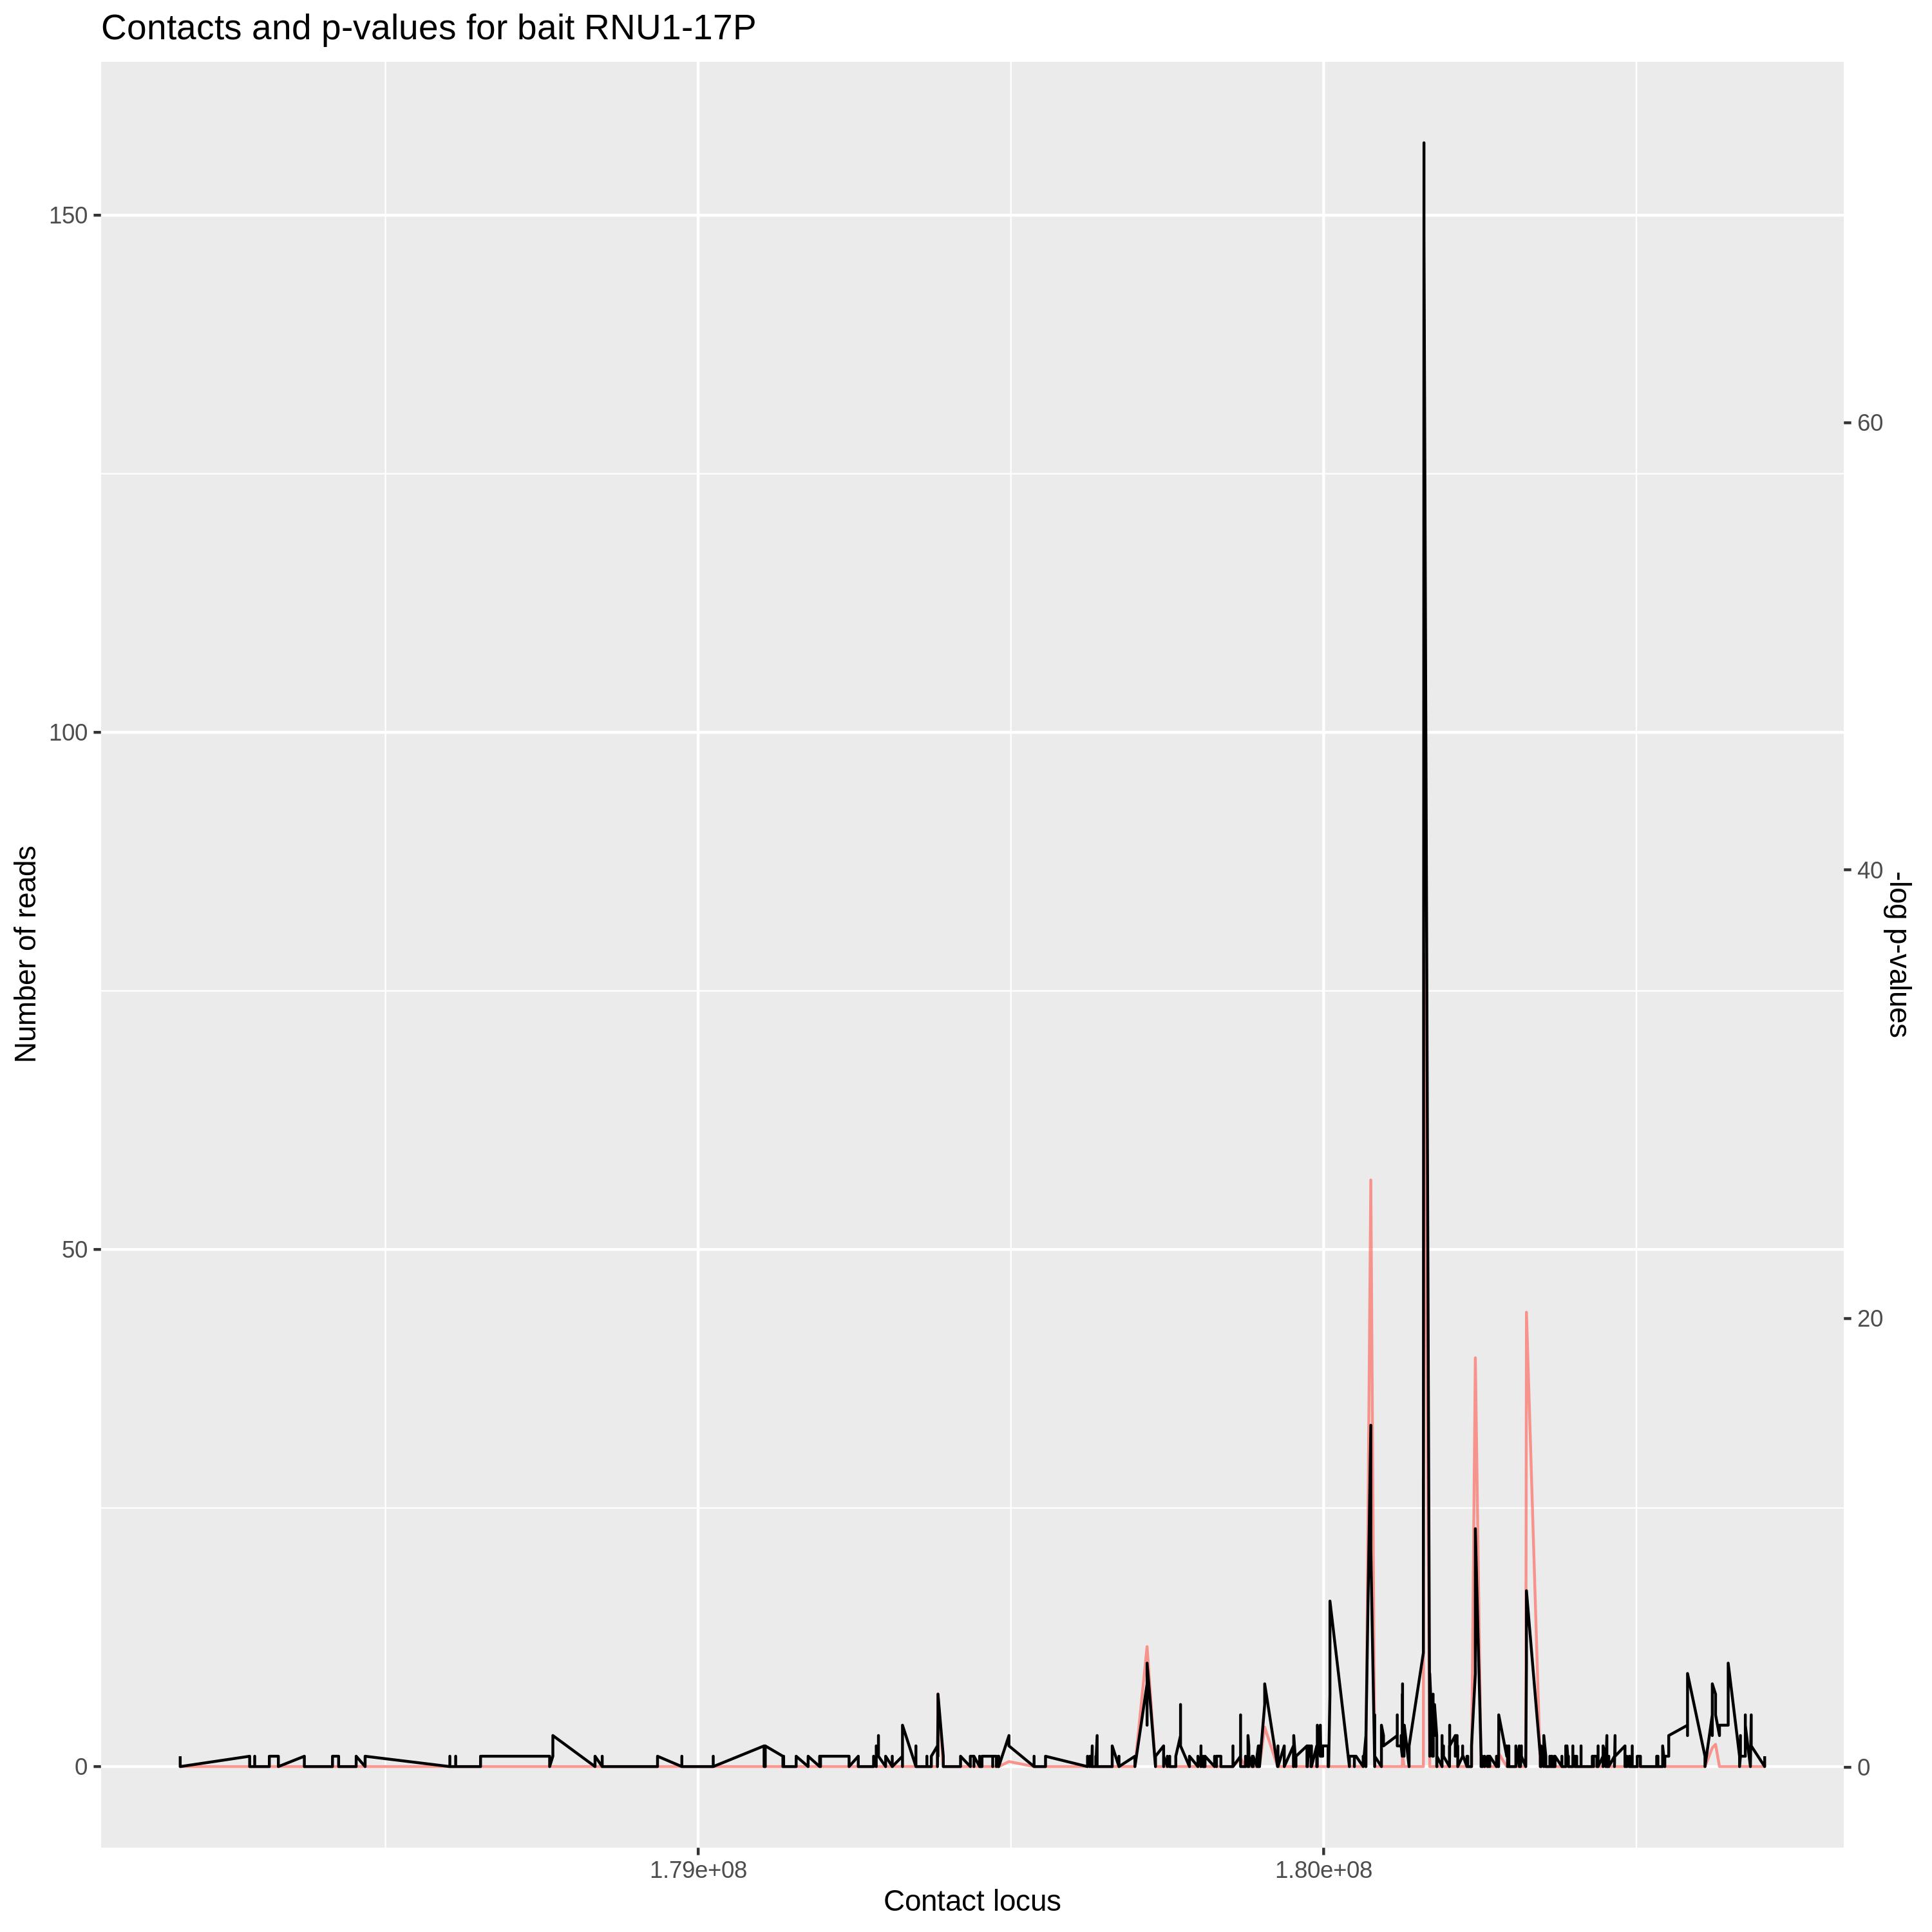 Contacts and p-values for bait RNU1-17P
150
100
50
0
60
40
20
0
Number of reads
-log p-values
1.79e+08
1.80e+08
Contact locus